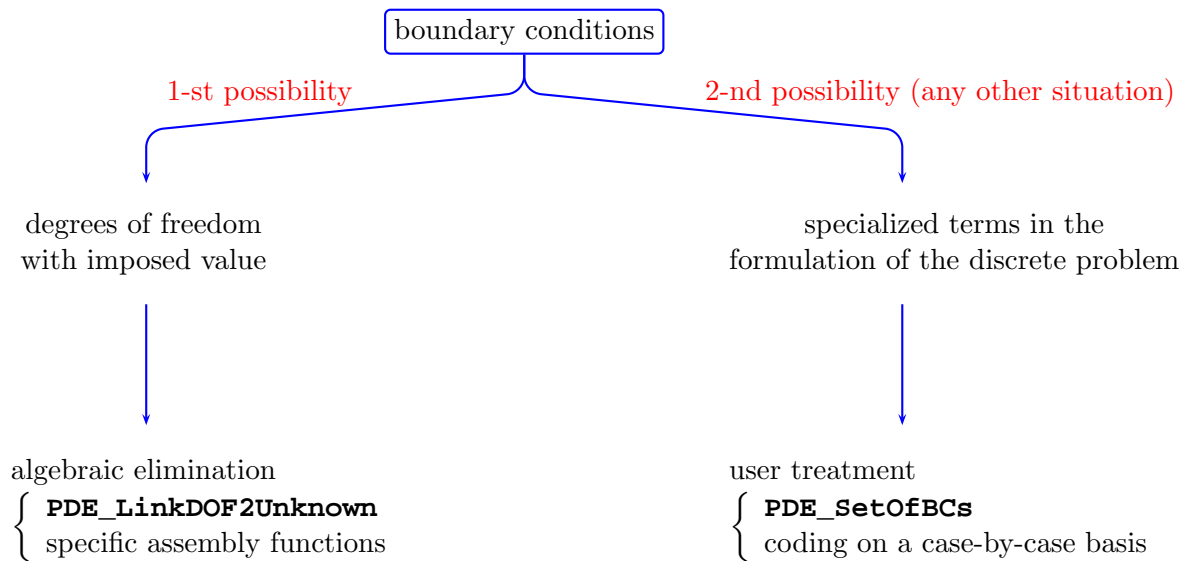 boundary conditions
1-st possibility
2-nd possibility (any other situation)
degrees of freedom
with imposed value
specialized terms in the
formulation of the discrete problem
algebraic elimination
PDE_LinkDOF2Unknown
specific assembly functions
user treatment
PDE_SetOfBCs
coding on a case-by-case basis